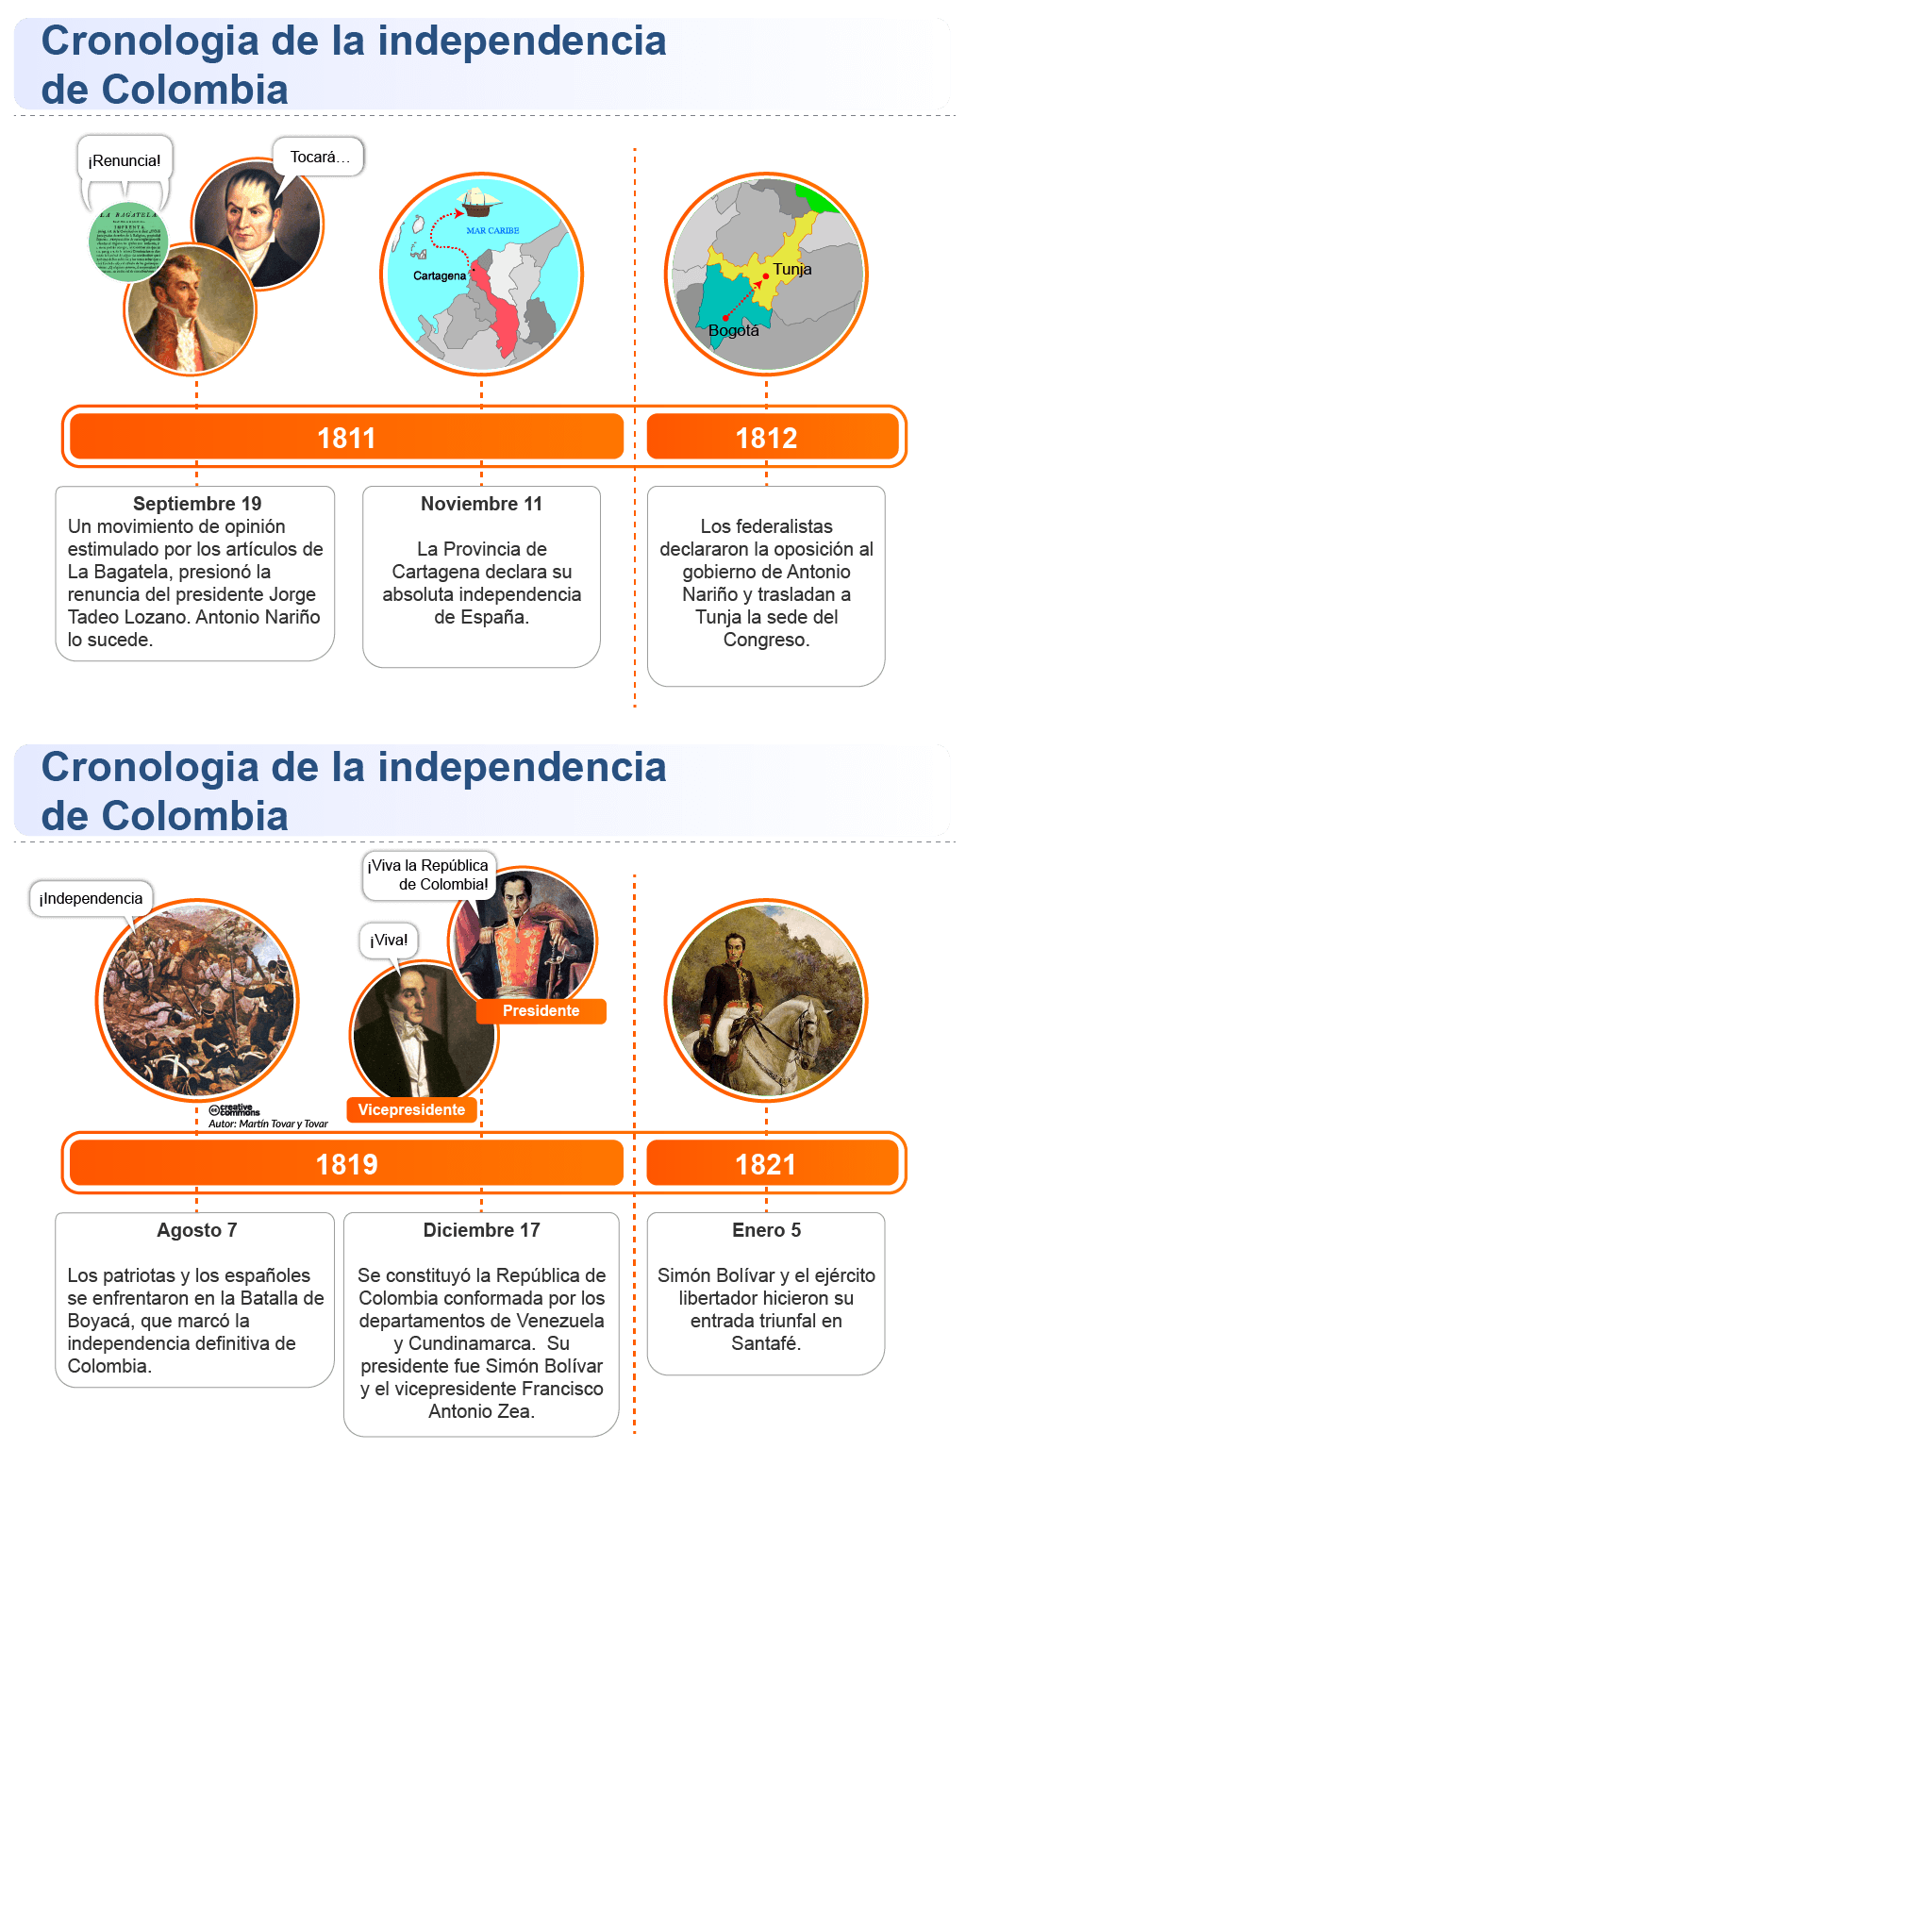 Cronologia de la independencia
de Colombia
¡Renuncia!
Tocará...
LA BAGATELA
MAR CARIBE
Cartagena
Tunja
Bogotá
1811
1812
Septiembre 19
Un movimiento de opinión
estimulado por los artículos de
La Bagatela, presionó la
renuncia del presidente Jorge
Tadeo Lozano. Antonio Nariño
lo sucede.
Noviembre 11
La Provincia de
Cartagena declara su
absoluta independencia
de España.
Los federalistas
declararon la oposición al
gobierno de Antonio
Nariño y trasladan a
Tunja la sede del
Congreso.
Cronologia de la independencia
de Colombia
¡Independencia
¡Viva la República
de Colombia!
¡Viva!
Presidente
Vicepresidente
cc creative
commons
Autor: Martín Tovar y Tovar
1819
1821
Agosto 7
Los patriotas y los españoles
se enfrentaron en la Batalla de
Boyacá, que marcó la
independencia definitiva de
Colombia.
Diciembre 17
Se constituyó la República de
Colombia conformada por los
departamentos de Venezuela
y Cundinamarca.  Su
presidente fue Simón Bolívar
y el vicepresidente Francisco
Antonio Zea.
Enero 5
Simón Bolívar y el ejército
libertador hicieron su
entrada triunfal en
Santafé.